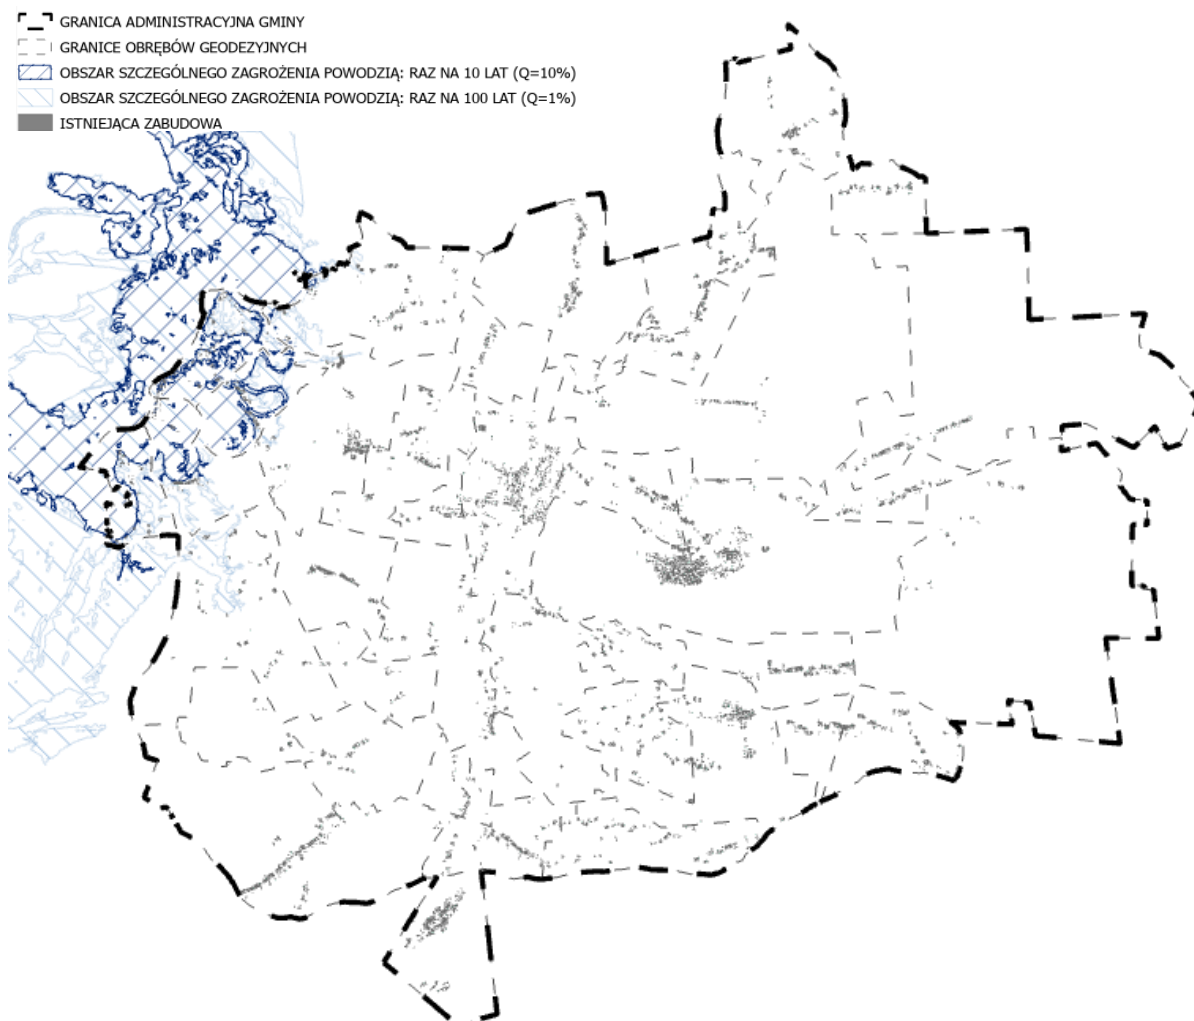 GRANICA ADMINISTRACYJNA GMINY
GRANICE OBRĘBÓW GEODEZYJNYCH
OBSZAR SZCZEGÓLNEGO ZAGROŻENIA POWODZIĄ: RAZ NA 10 LAT (Q=10%)
OBSZAR SZCZEGÓLNEGO ZAGROŻENIA POWODZIĄ: RAZ NA 100 LAT (Q=1%)
ISTNIEJĄCA ZABUDOWA